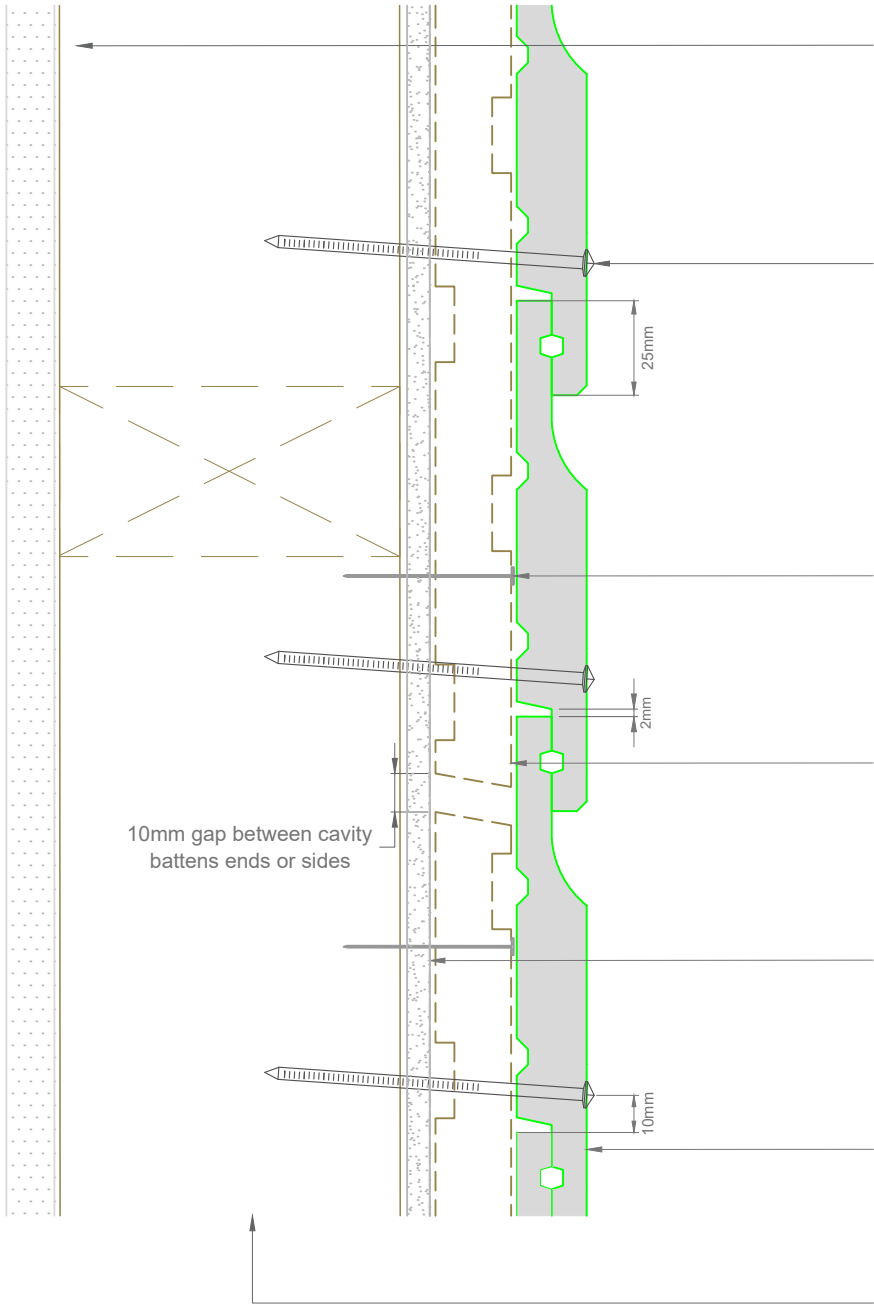 25mm
2mm
10mm gap between cavity
battens ends or sides
10mm